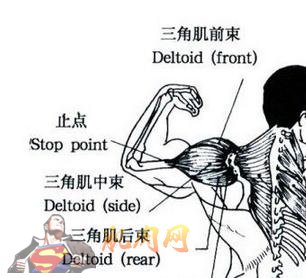 三角肌前束
Deltoid (front)
止点
Stop point
三角肌中束
Deltoid (side)
三角肌后束
Deltoid (rear)
肌肉网